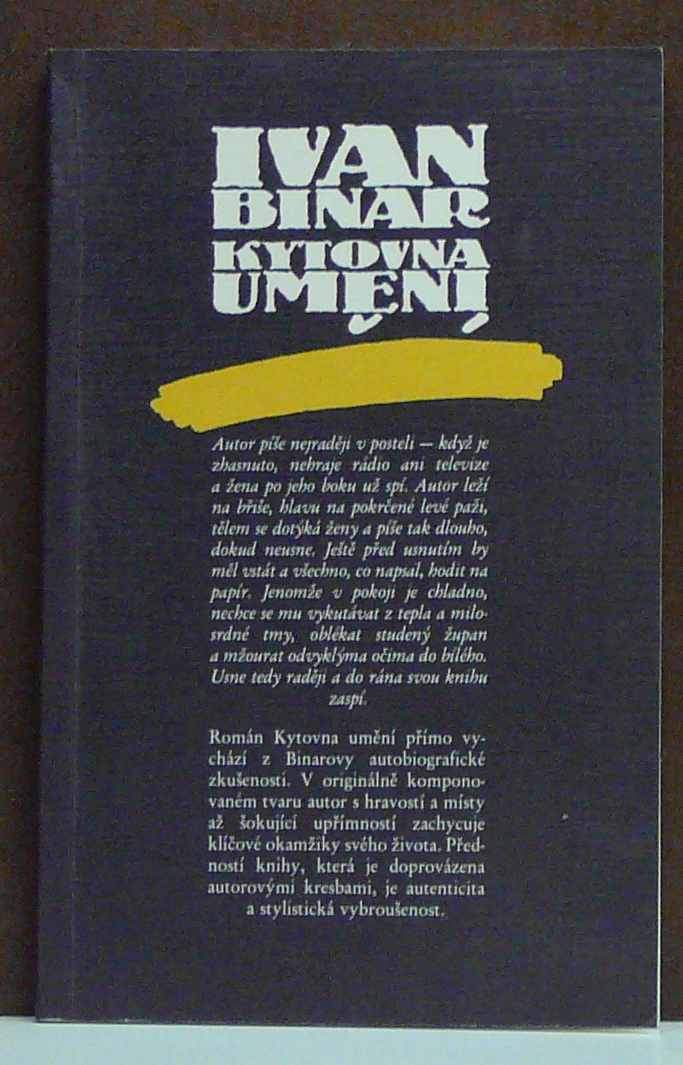 IVAN
BINAR
KYTOVNA
UMĚNÍ
Autor píše nejraději v posteli — když je
zhasnuto, nehraje rádio ani televize
a žena po jeho boku už spí. Autor leží
na břiše, hlavu na pokrčené levé paži,
tělem se dotýká ženy a píše tak dlouho,
dokud neusne. Ještě před usnutím by
měl vstát a všechno, co napsal, hodit na
papír. Jenomže v pokoji je chladno,
nechce se mu vykutávat z tepla a milo-
srdné tmy, oblékat studený župan
a mžourat odvyklýma očima do bílého.
Usne tedy raději a do rána svou knihu
zaspí.
Román Kytovna umění přímo vy-
chází z Binarovy autobiografické
zkušenosti. V originálně kompono-
vaném tvaru autor s hravostí a místy
až šokující upřímností zachycuje
klíčové okamžiky svého života. Před-
ností knihy, která je doprovázena
autorovými kresbami, je autenticita
a stylistická vybroušenost.